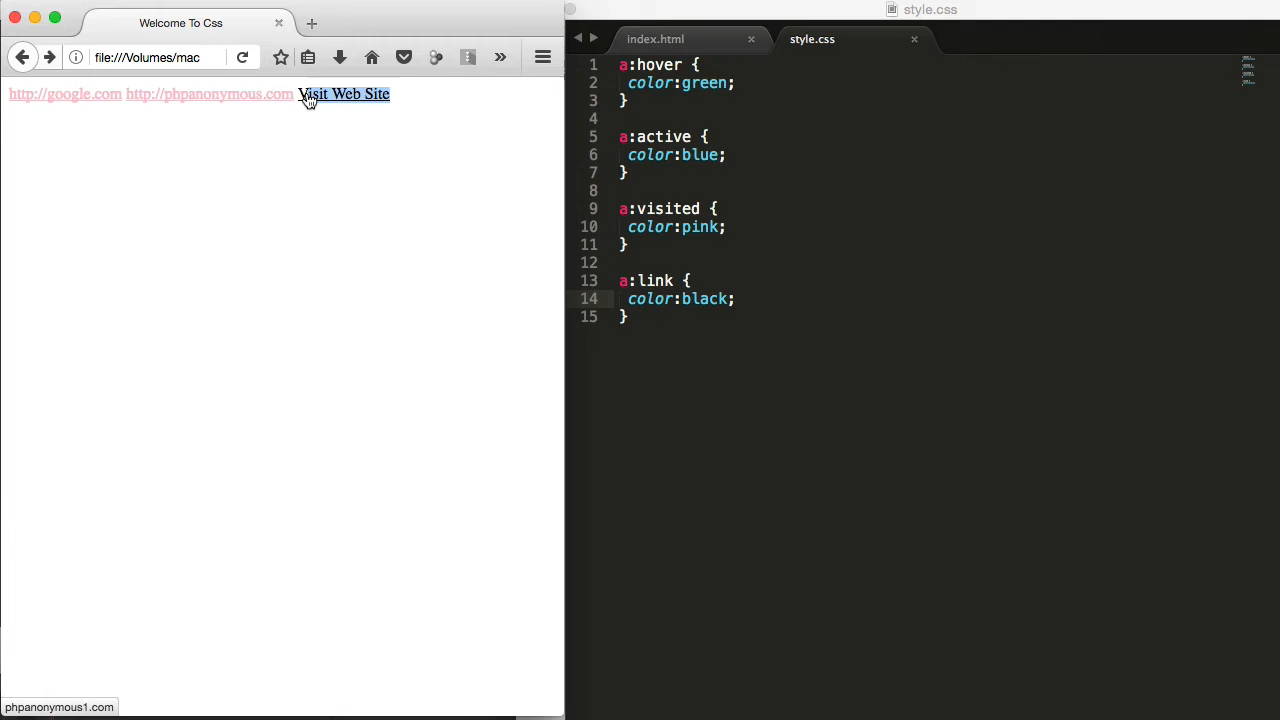 Welcome To Css
file:///Volumes/mac
http://google.com http://phpanonymous.com Visit Web Site
phpanonymous1.com
style.css
index.html
style.css
1 a:hover {
2 color:green;
3 }
4
5 a:active {
6 color:blue;
7 }
8
9 a:visited {
10 color:pink;
11 }
12
13 a:link {
14 color:black;
15 }